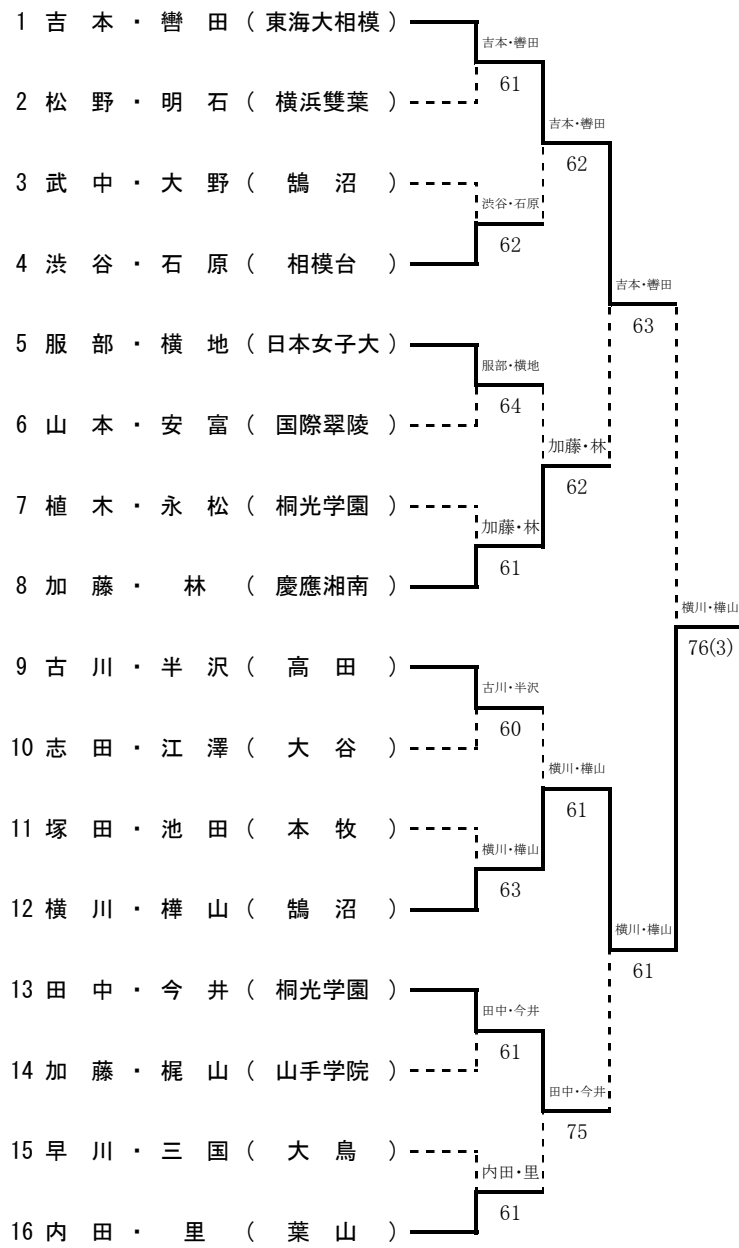 1 吉本・轡田(東海大相模)
吉本・轡田
61
2 松野・明石(横浜雙葉)
吉本・轡田
62
3 武中・大野(鵠沼)
渋谷・石原
62
4 渋谷・石原(相模台)
吉本・轡田
63
5 服部・横地(日本女子大)
服部・横地
64
6 山本・安富(国際翠陵)
加藤・林
62
7 植木・永松(桐光学園)
加藤・林
61
8 加藤・林(慶應湘南)
横川・樺山
76(3)
9 古川・半沢(高田)
古川・半沢
60
10 志田・江澤(大谷)
横川・樺山
61
11 塚田・池田(本牧)
横川・樺山
63
12 横川・樺山(鵠沼)
横川・樺山
61
13 田中・今井(桐光学園)
田中・今井
61
14 加藤・梶山(山手学院)
田中・今井
75
15 早川・三国(大鳥)
内田・里
61
16 内田・里(葉山)